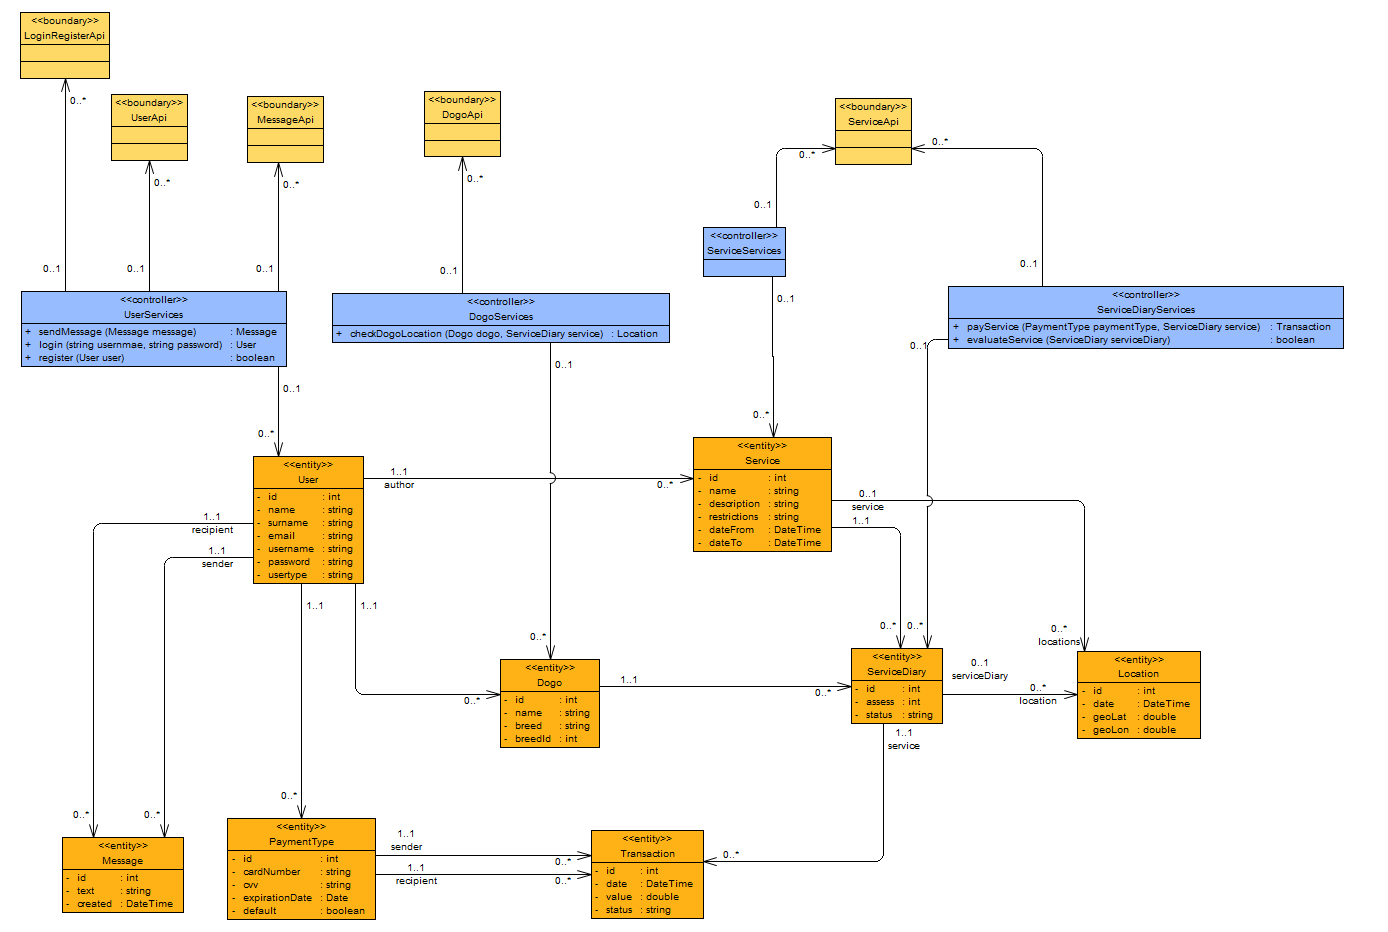 <<boundary>>
LoginRegisterApi
0..*
<<boundary>>
UserApi
0..*
<<boundary>>
MessageApi
0..*
<<boundary>>
DogoApi
0..*
<<boundary>>
ServiceApi
0..*
0..*
0..1
<<controller>>
ServiceServices
0..1
0..1
0..1
0..1
0..1
0..1
<<controller>>
UserServices
+ sendMessage (Message message) : Message
+ login (string usernmae, string password) : User
+ register (User user) : boolean
<<controller>>
DogoServices
+ checkDogoLocation (Dogo dogo, ServiceDiary service) : Location
<<controller>>
ServiceDiaryServices
+ payService (PaymentType paymentType, ServiceDiary service) : Transaction
+ evaluateService (ServiceDiary serviceDiary) : boolean
0..1
0..1
0..1
0..*
0..*
<<entity>>
User
- id : int
- name : string
- surname : string
- email : string
- username : string
- password : string
- usertype : string
1..1
author
0..*
<<entity>>
Service
- id : int
- name : string
- description : string
- restrictions : string
- dateFrom : DateTime
- dateTo : DateTime
0..1
service
1..1
1..1
recipient
1..1
sender
1..1
1..1
0..*
0..*
0..*
0..*
locations
<<entity>>
Dogo
- id : int
- name : string
- breed : string
- breedId : int
0..*
1..1
0..*
<<entity>>
ServiceDiary
- id : int
- assess : int
- status : string
0..1
serviceDiary
0..*
location
<<entity>>
Location
- id : int
- date : DateTime
- geoLat : double
- geoLon : double
1..1
service
0..*
0..*
0..*
<<entity>>
Message
- id : int
- text : string
- created : DateTime
<<entity>>
PaymentType
- id : int
- cardNumber : string
- cvv : string
- expirationDate : Date
- default : boolean
1..1
sender
0..*
1..1
recipient
0..*
<<entity>>
Transaction
- id : int
- date : DateTime
- value : double
- status : string
0..*